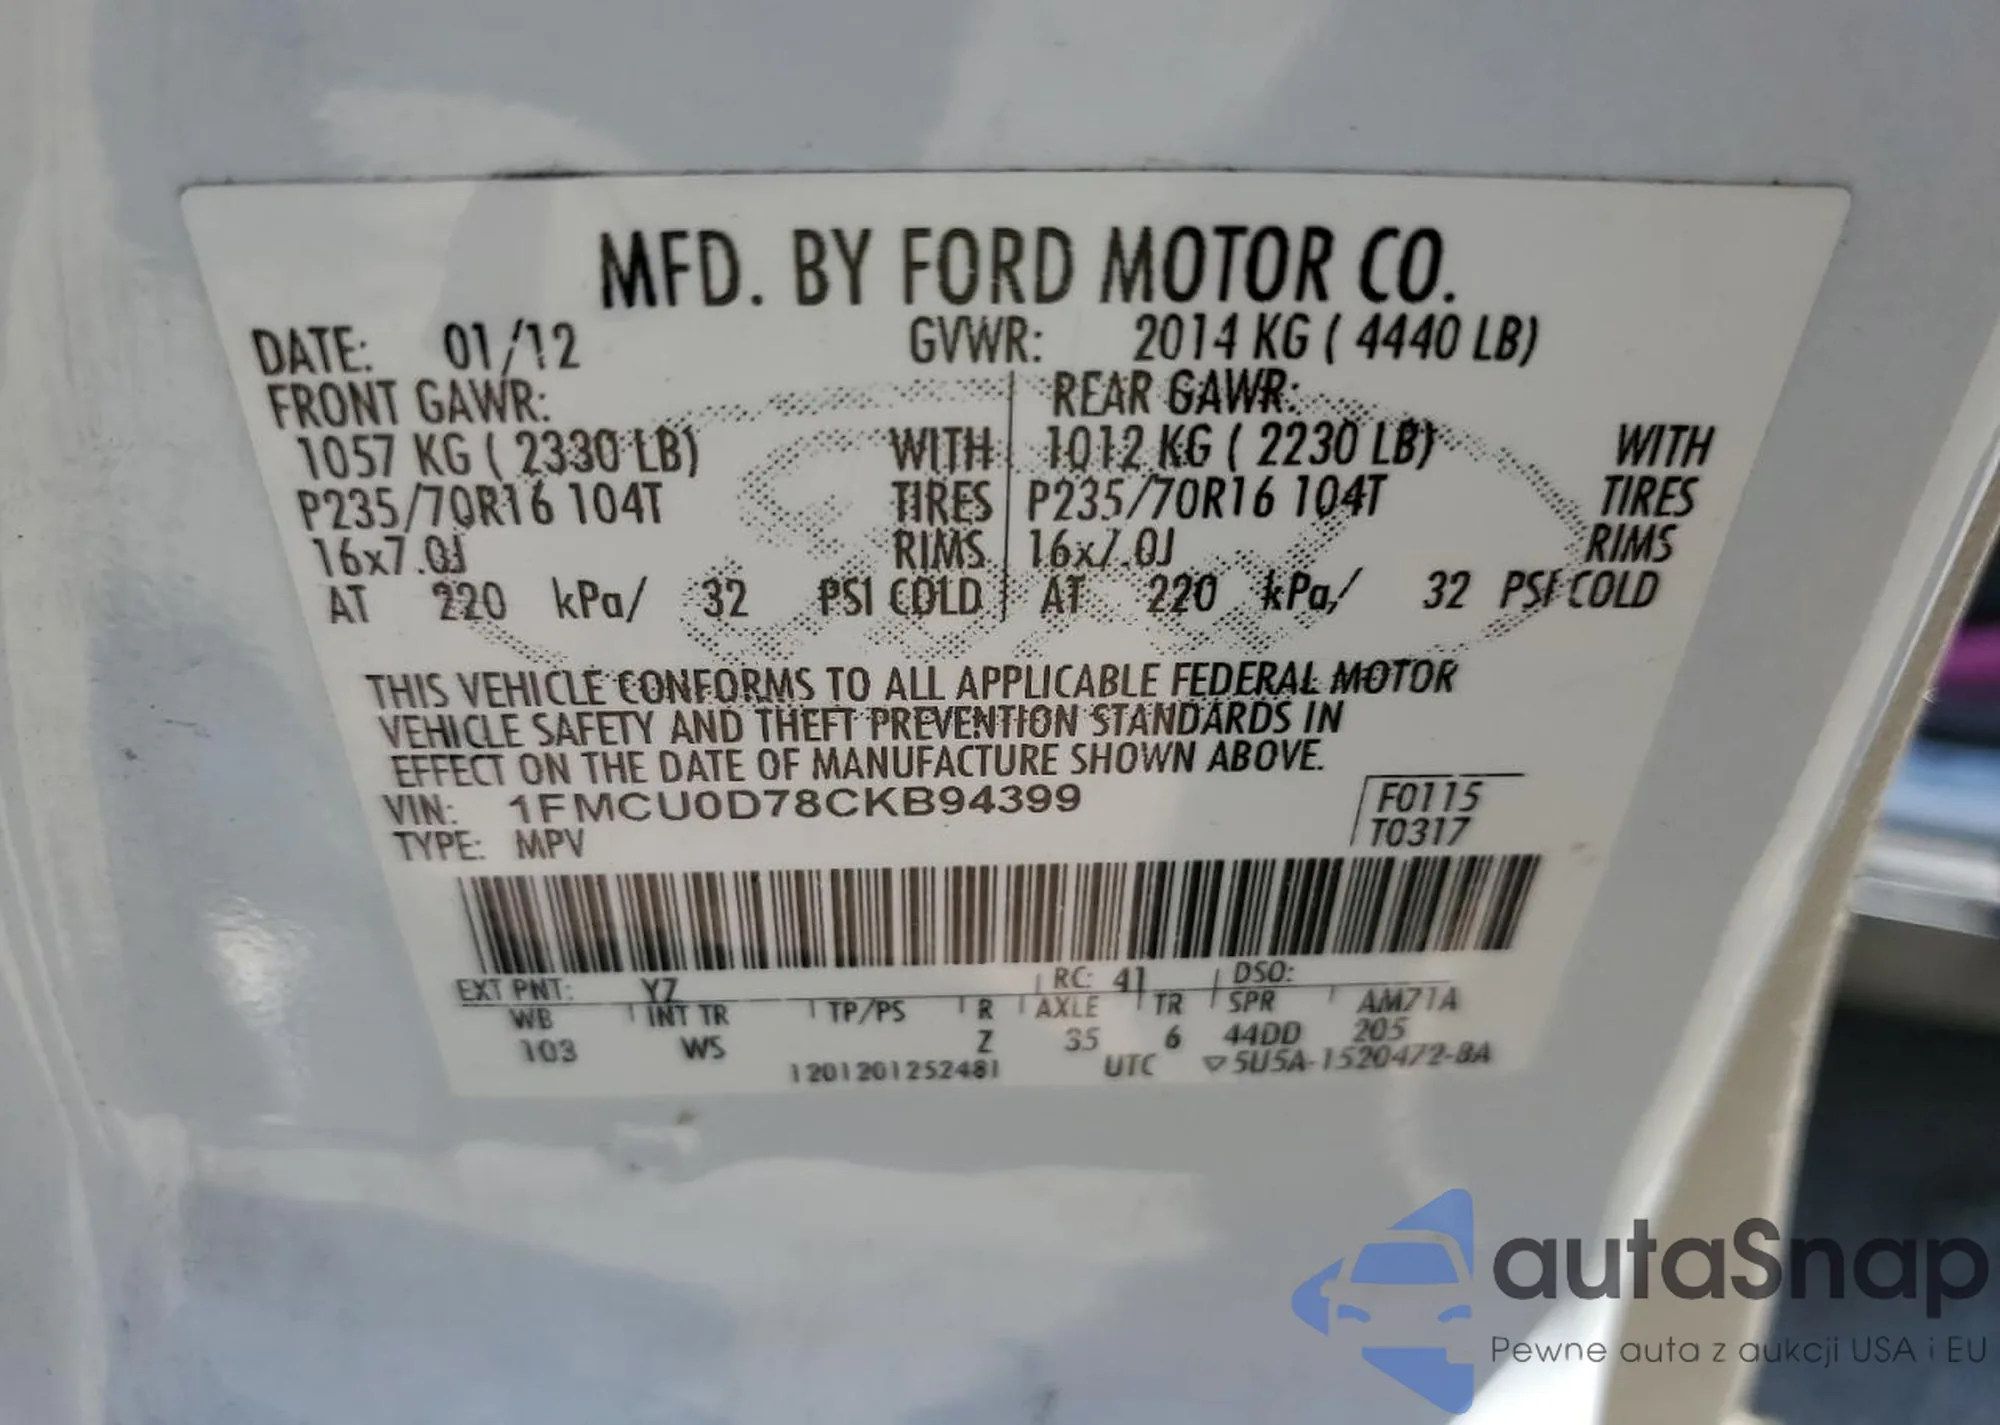 MFD. BY FORD MOTOR CO.
DATE: 01/12 GVWR: 2014 KG ( 4440 LB)
FRONT GAWR: REAR GAWR:
1057 KG ( 2330 LB) WITH 1012 KG ( 2230 LB) WITH
P235/70R16 104T TIRES P235/70R16 104T TIRES
16x7.0J RIMS 16x7.0J RIMS
AT 220 kPa/ 32 PSI COLD AT 220 kPa/ 32 PSI COLD
THIS VEHICLE CONFORMS TO ALL APPLICABLE FEDERAL MOTOR
VEHICLE SAFETY AND THEFT PREVENTION STANDARDS IN
EFFECT ON THE DATE OF MANUFACTURE SHOWN ABOVE.
VIN: 1FMCU0D78CKB94399 F0115
TYPE: MPV T0317
EXT PNT: YZ RC: 41 DSO:
WB INT TR TP/PS R AXLE TR SPR AM71A
103 WS Z 35 6 44DD 205
1201201252481 UTC ▽5U5A-1520472-BA
autaSnap
Pewne auta z aukcji USA i EU